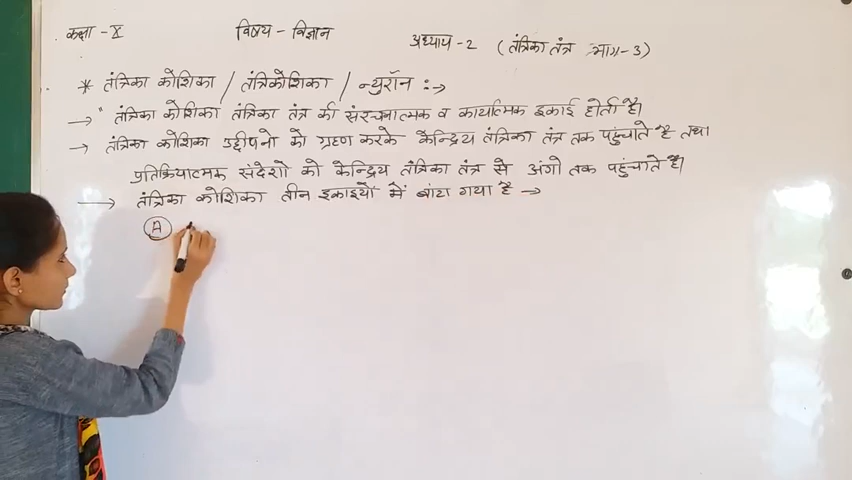 कक्षा - X विषय - विज्ञान अध्याय - 2 (तंत्रिका तंत्र भाग - 3)
* तंत्रिका कोशिका / तंत्रिकोशिका / न्युरॉन :->
-> " तंत्रिका कोशिका तंत्रिका तंत्र की संरचनात्मक व कार्यात्मक इकाई होती है।
-> तंत्रिका कोशिका उद्दीपनो को ग्रहण करके केन्द्रिय तंत्रिका तंत्र तक पहुंचाते है तथा
प्रतिक्रियात्मक संदेशो को केन्द्रिय तंत्रिका तंत्र से अंगो तक पहुंचाते है।
-> तंत्रिका कोशिका तीन इकाइयों में बांटा गया है ->
A